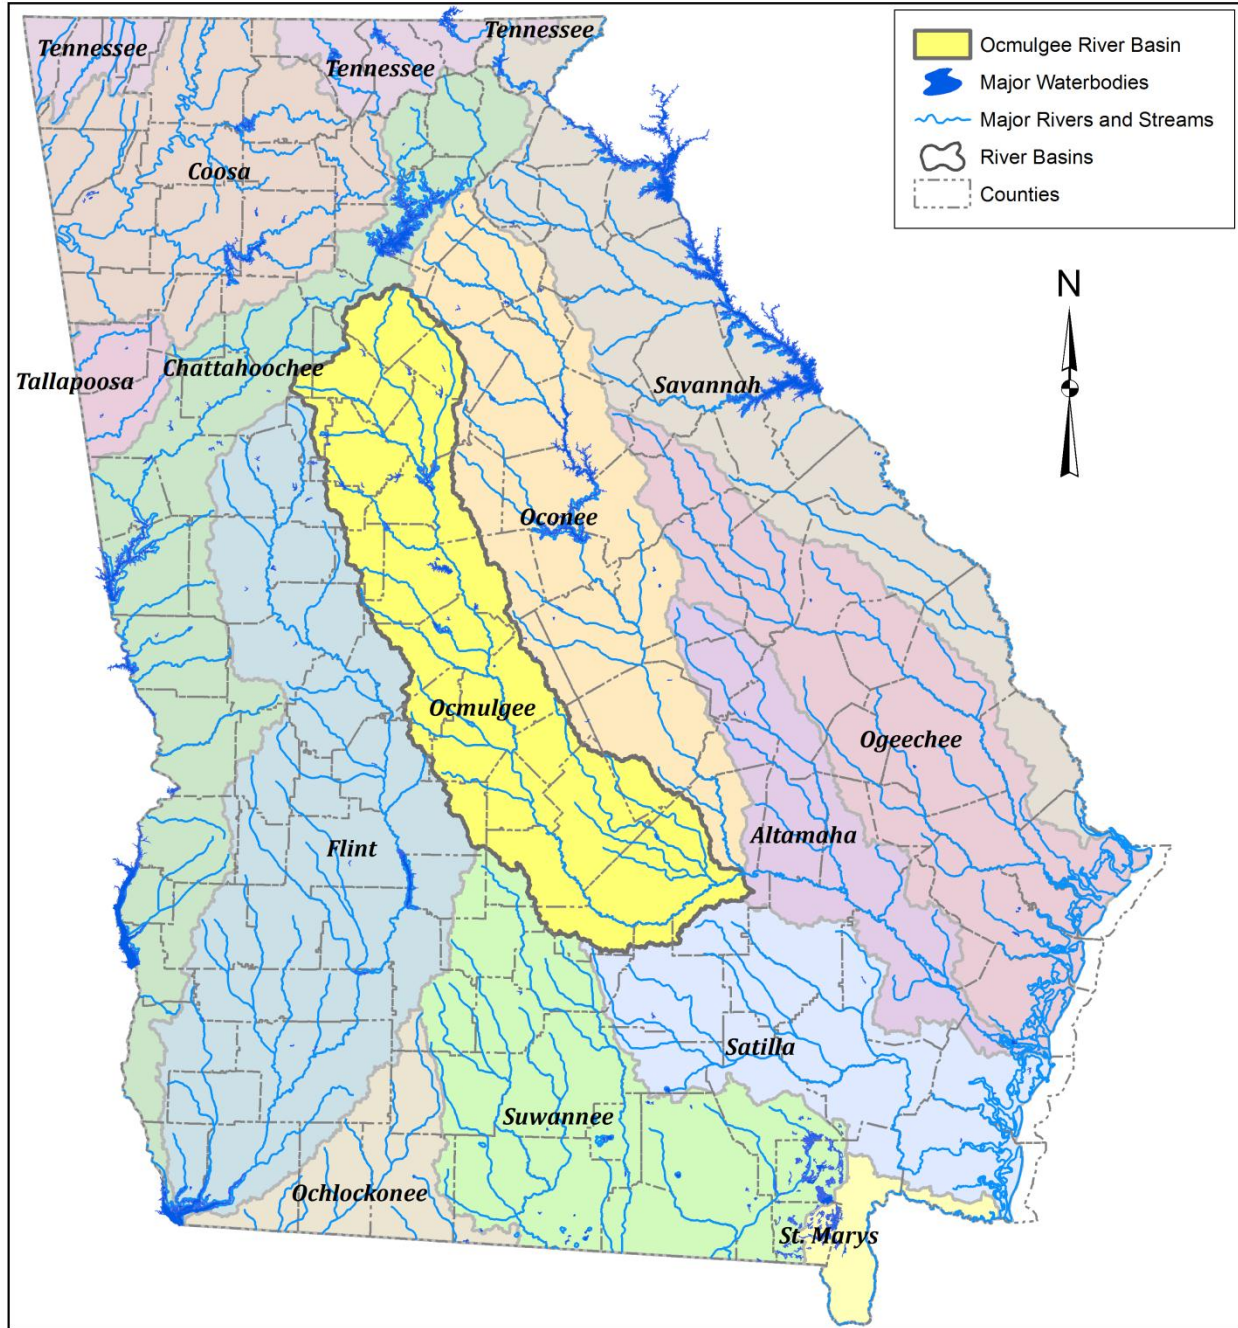 Tennessee
Tennessee
Tennessee
Ocmulgee River Basin
Major Waterbodies
Major Rivers and Streams
River Basins
Counties
Coosa
N
Chattahoochee
Tallapoosa
Savannah
Oconee
Ocmulgee
Ogeechee
Altamaha
Flint
Satilla
Suwannee
Ochlockonee
St. Marys